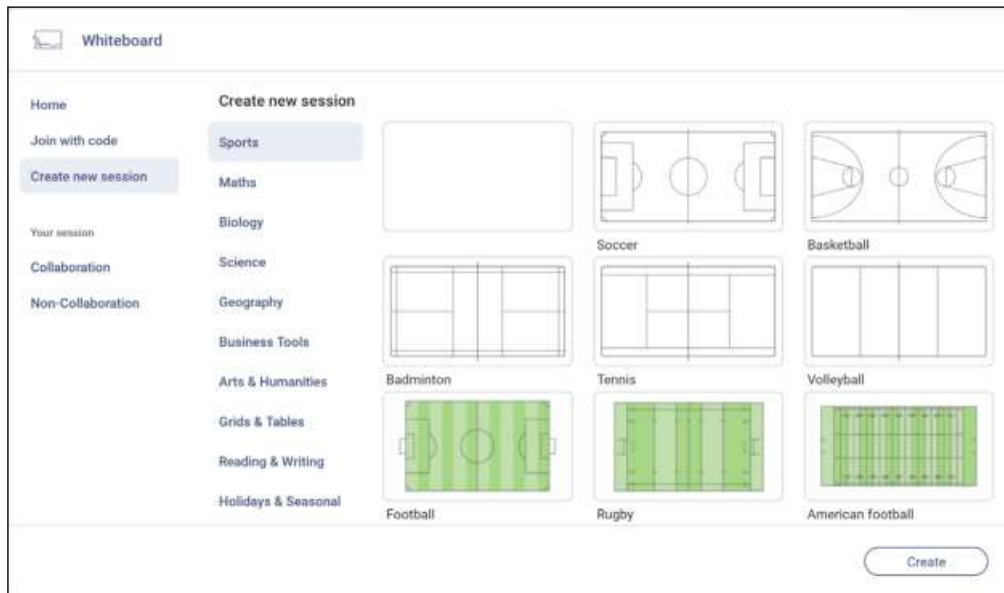 Whiteboard
Home
Join with code
Create new session
Your session
Collaboration
Non-Collaboration
Create new session
Sports
Maths
Biology
Science
Geography
Business Tools
Arts & Humanities
Grids & Tables
Reading & Writing
Holidays & Seasonal
Soccer
Basketball
Badminton
Tennis
Volleyball
Football
Rugby
American football
Create